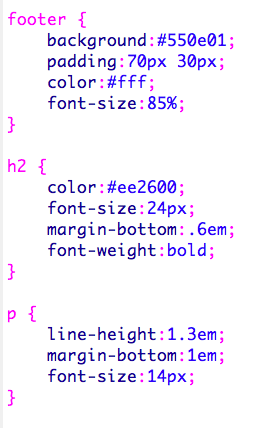 footer {
    background:#550e01;
    padding:70px 30px;
    color:#fff;
    font-size:85%;
}

h2 {
    color:#ee2600;
    font-size:24px;
    margin-bottom:.6em;
    font-weight:bold;
}

p {
    line-height:1.3em;
    margin-bottom:1em;
    font-size:14px;
}